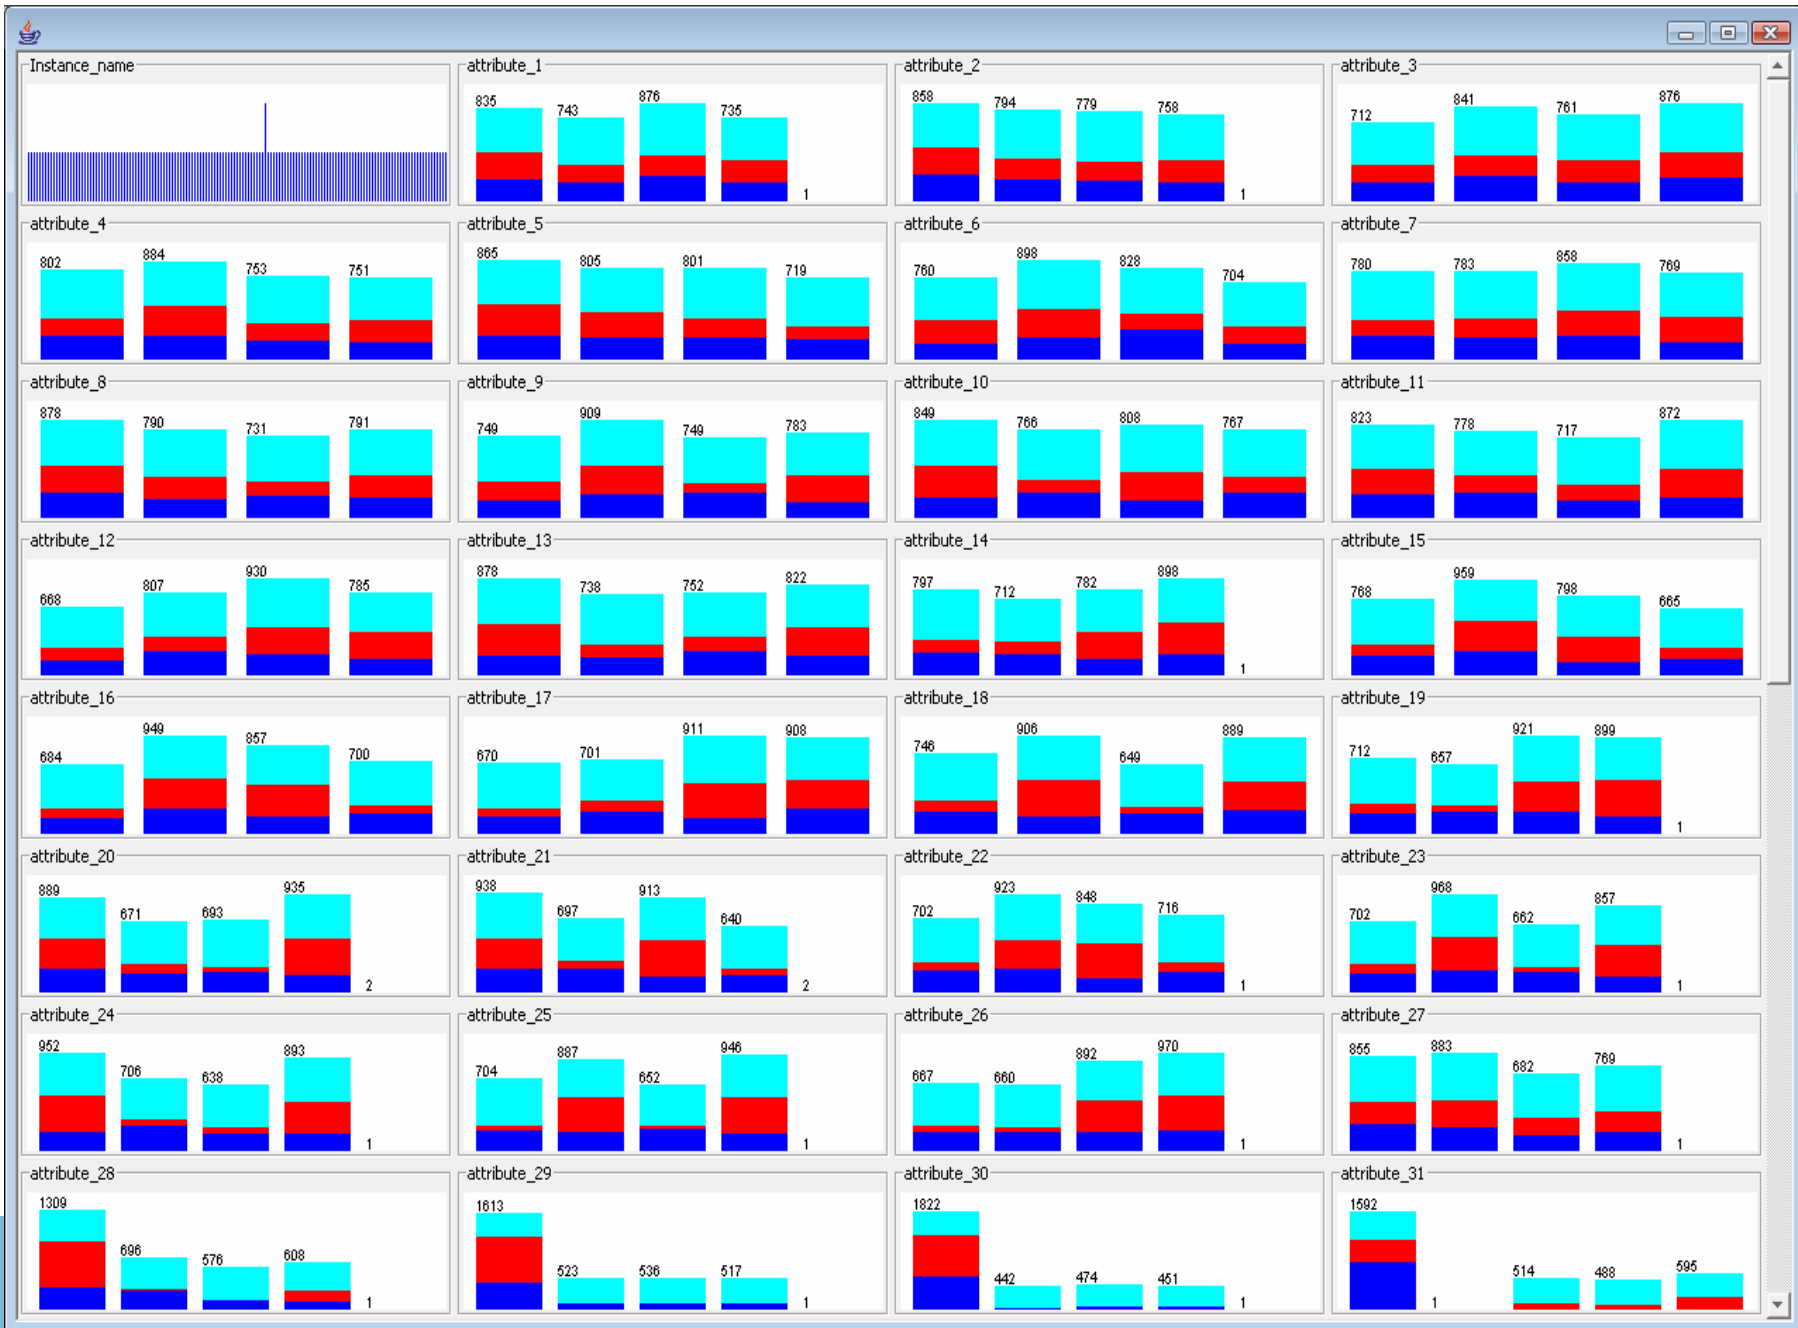 Instance_name
attribute_1
835 743 876 735 1
attribute_2
858 794 779 758 1
attribute_3
712 841 761 876
attribute_4
802 884 753 751
attribute_5
865 805 801 719
attribute_6
760 898 828 704
attribute_7
780 783 858 769
attribute_8
878 790 731 791
attribute_9
749 909 749 783
attribute_10
849 766 808 767
attribute_11
823 778 717 872
attribute_12
668 807 930 785
attribute_13
878 738 752 822
attribute_14
797 712 782 898 1
attribute_15
768 959 798 665
attribute_16
684 949 857 700
attribute_17
670 701 911 908
attribute_18
746 906 649 889
attribute_19
712 657 921 899 1
attribute_20
889 671 693 935 2
attribute_21
938 697 913 640 2
attribute_22
702 923 848 716 1
attribute_23
702 968 662 857 1
attribute_24
952 706 638 893 1
attribute_25
704 887 652 946 1
attribute_26
667 660 892 970 1
attribute_27
855 883 682 769 1
attribute_28
1309 696 576 608 1
attribute_29
1613 523 536 517 1
attribute_30
1822 442 474 451 1
attribute_31
1592 1 514 488 595